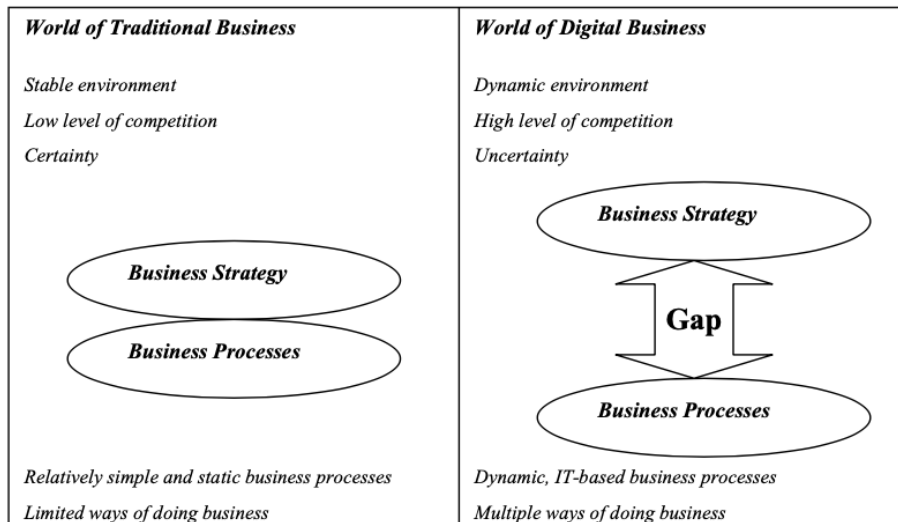 World of Traditional Business
Stable environment
Low level of competition
Certainty
Business Strategy
Business Processes
Relatively simple and static business processes
Limited ways of doing business
World of Digital Business
Dynamic environment
High level of competition
Uncertainty
Business Strategy
Gap
Business Processes
Dynamic, IT-based business processes
Multiple ways of doing business